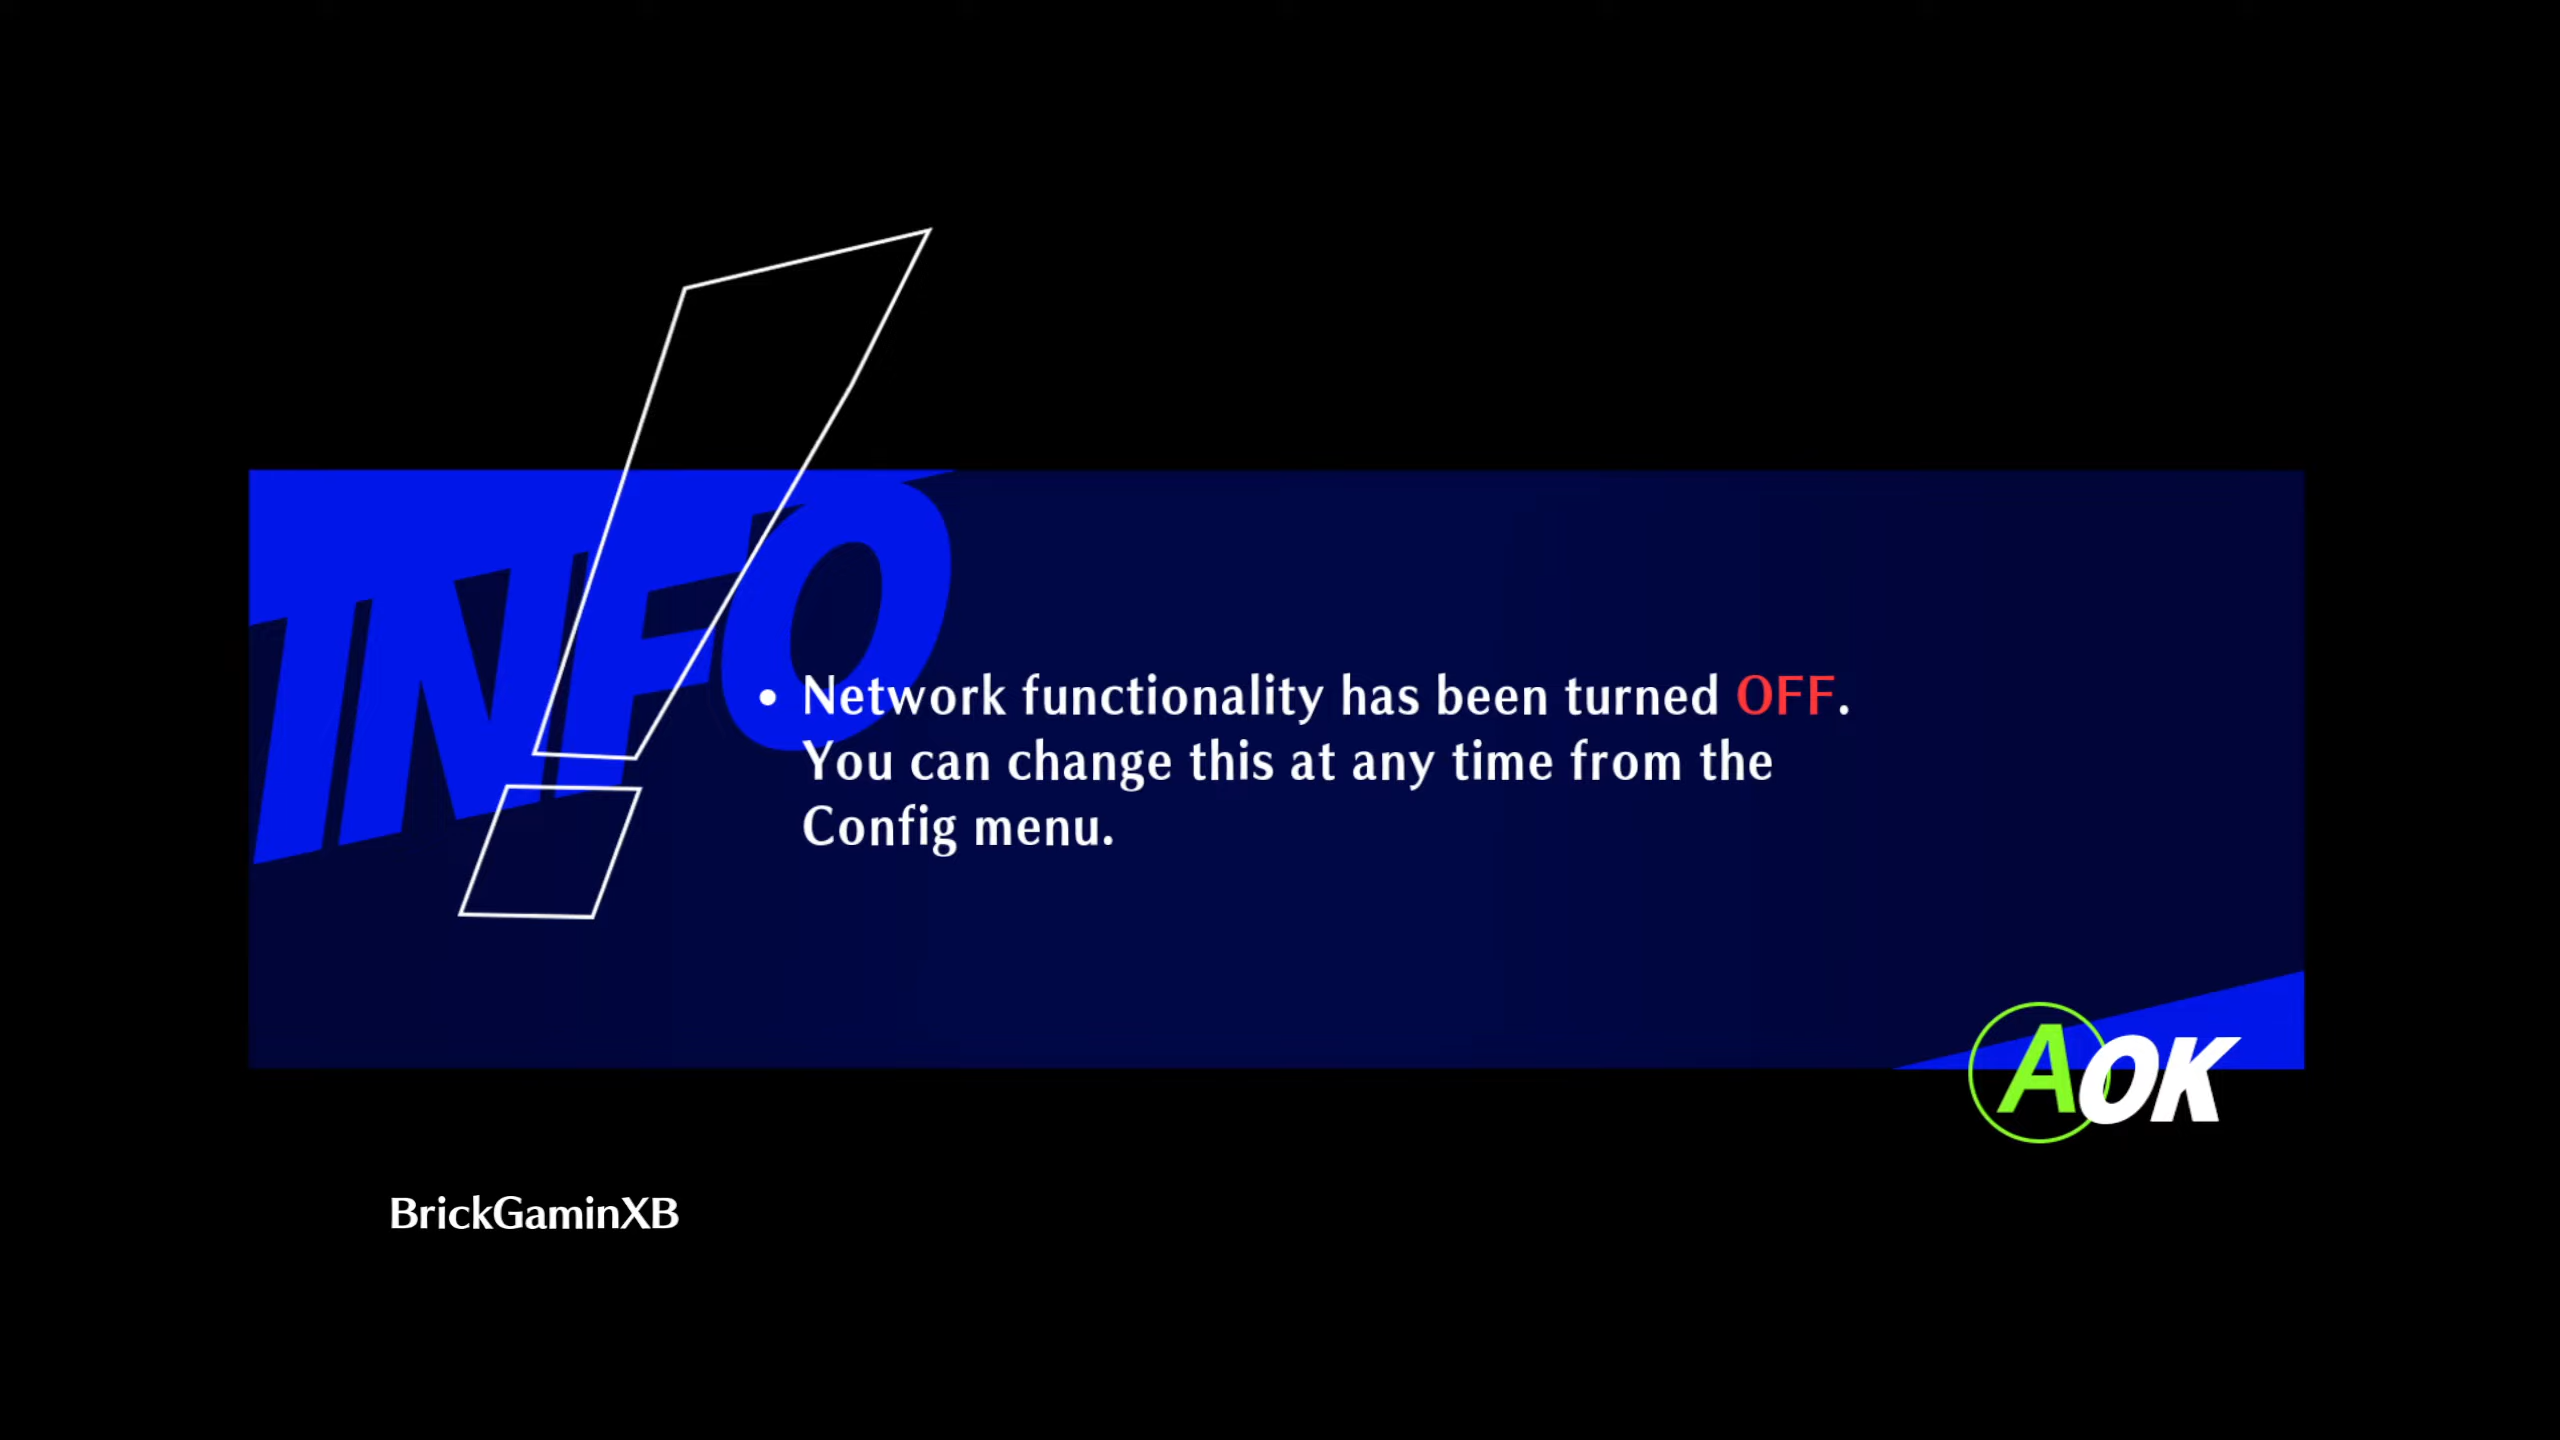 INFO
• Network functionality has been turned OFF.
You can change this at any time from the
Config menu.
A OK
BrickGaminXB